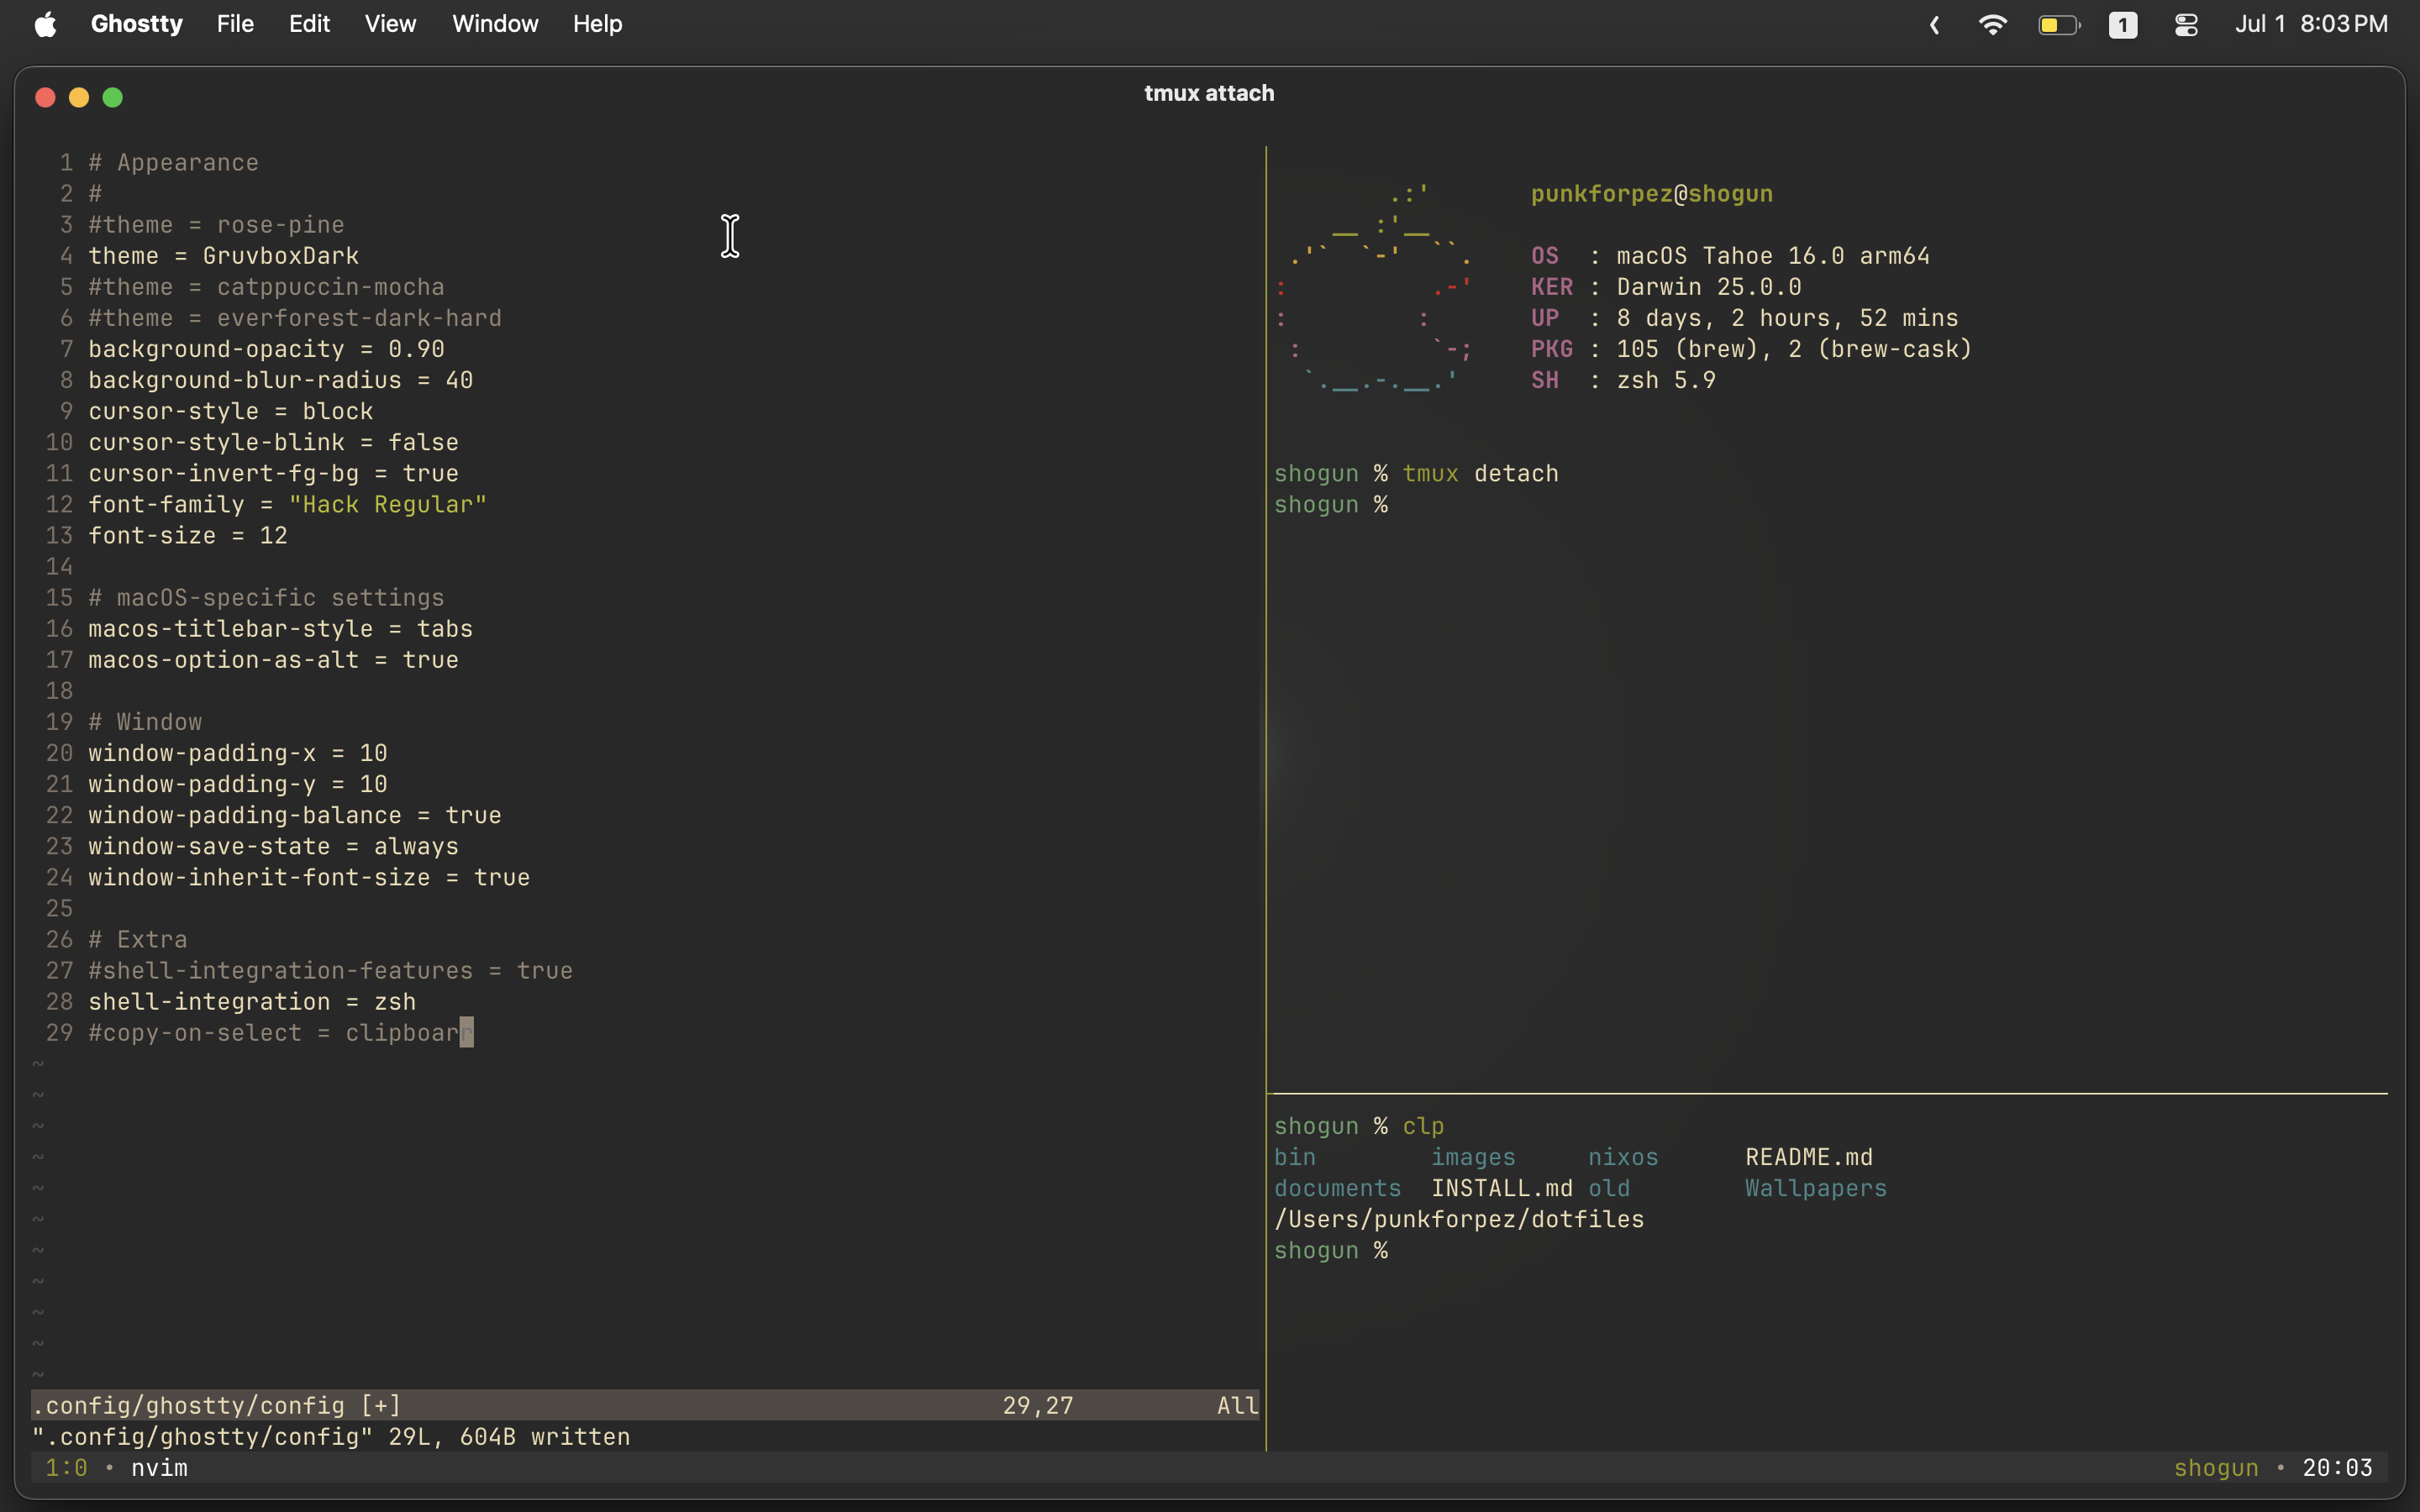 Ghostty File Edit View Window Help 1 Jul 1 8:03 PM
tmux attach
1 # Appearance
2 #
3 #theme = rose-pine
4 theme = GruvboxDark
5 #theme = catppuccin-mocha
6 #theme = everforest-dark-hard
7 background-opacity = 0.90
8 background-blur-radius = 40
9 cursor-style = block
10 cursor-style-blink = false
11 cursor-invert-fg-bg = true
12 font-family = "Hack Regular"
13 font-size = 12
14
15 # macOS-specific settings
16 macos-titlebar-style = tabs
17 macos-option-as-alt = true
18
19 # Window
20 window-padding-x = 10
21 window-padding-y = 10
22 window-padding-balance = true
23 window-save-state = always
24 window-inherit-font-size = true
25
26 # Extra
27 #shell-integration-features = true
28 shell-integration = zsh
29 #copy-on-select = clipboarr
~
~
~
~
~
~
~
~
~
~
~
.config/ghostty/config [+] 29,27 All
".config/ghostty/config" 29L, 604B written
punkforpez@shogun
OS : macOS Tahoe 16.0 arm64
KER : Darwin 25.0.0
UP : 8 days, 2 hours, 52 mins
PKG : 105 (brew), 2 (brew-cask)
SH : zsh 5.9
shogun % tmux detach
shogun %
shogun % clp
bin images nixos README.md
documents INSTALL.md old Wallpapers
/Users/punkforpez/dotfiles
shogun %
1:0 • nvim shogun • 20:03